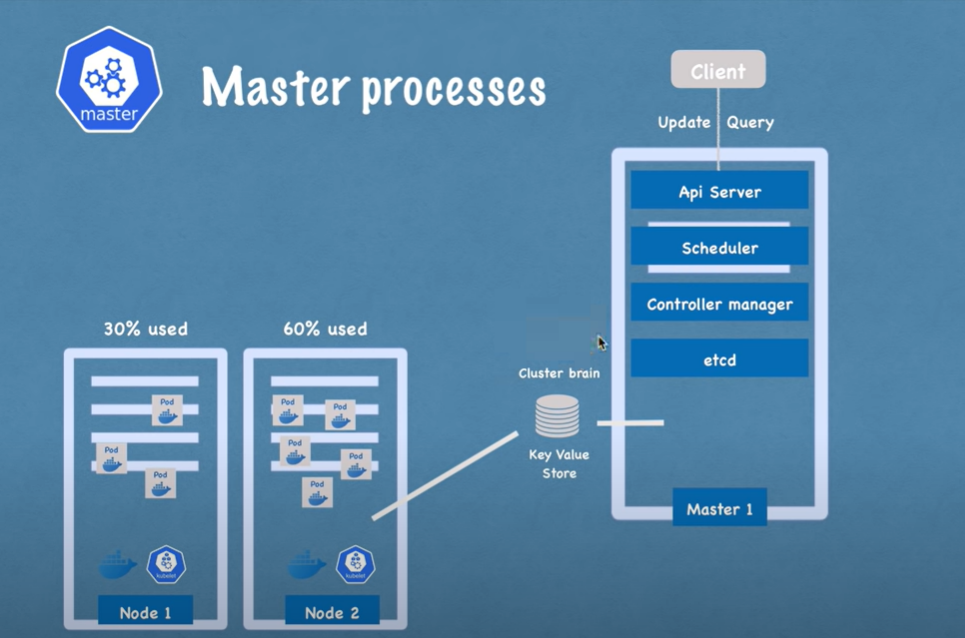 master
Master processes
Client
Update Query
Api Server
Scheduler
Controller manager
etcd
Master 1
Cluster brain
Key Value
Store
30% used
Pod
Pod
Pod
kubelet
Node 1
60% used
Pod
Pod
Pod
Pod
Pod
kubelet
Node 2